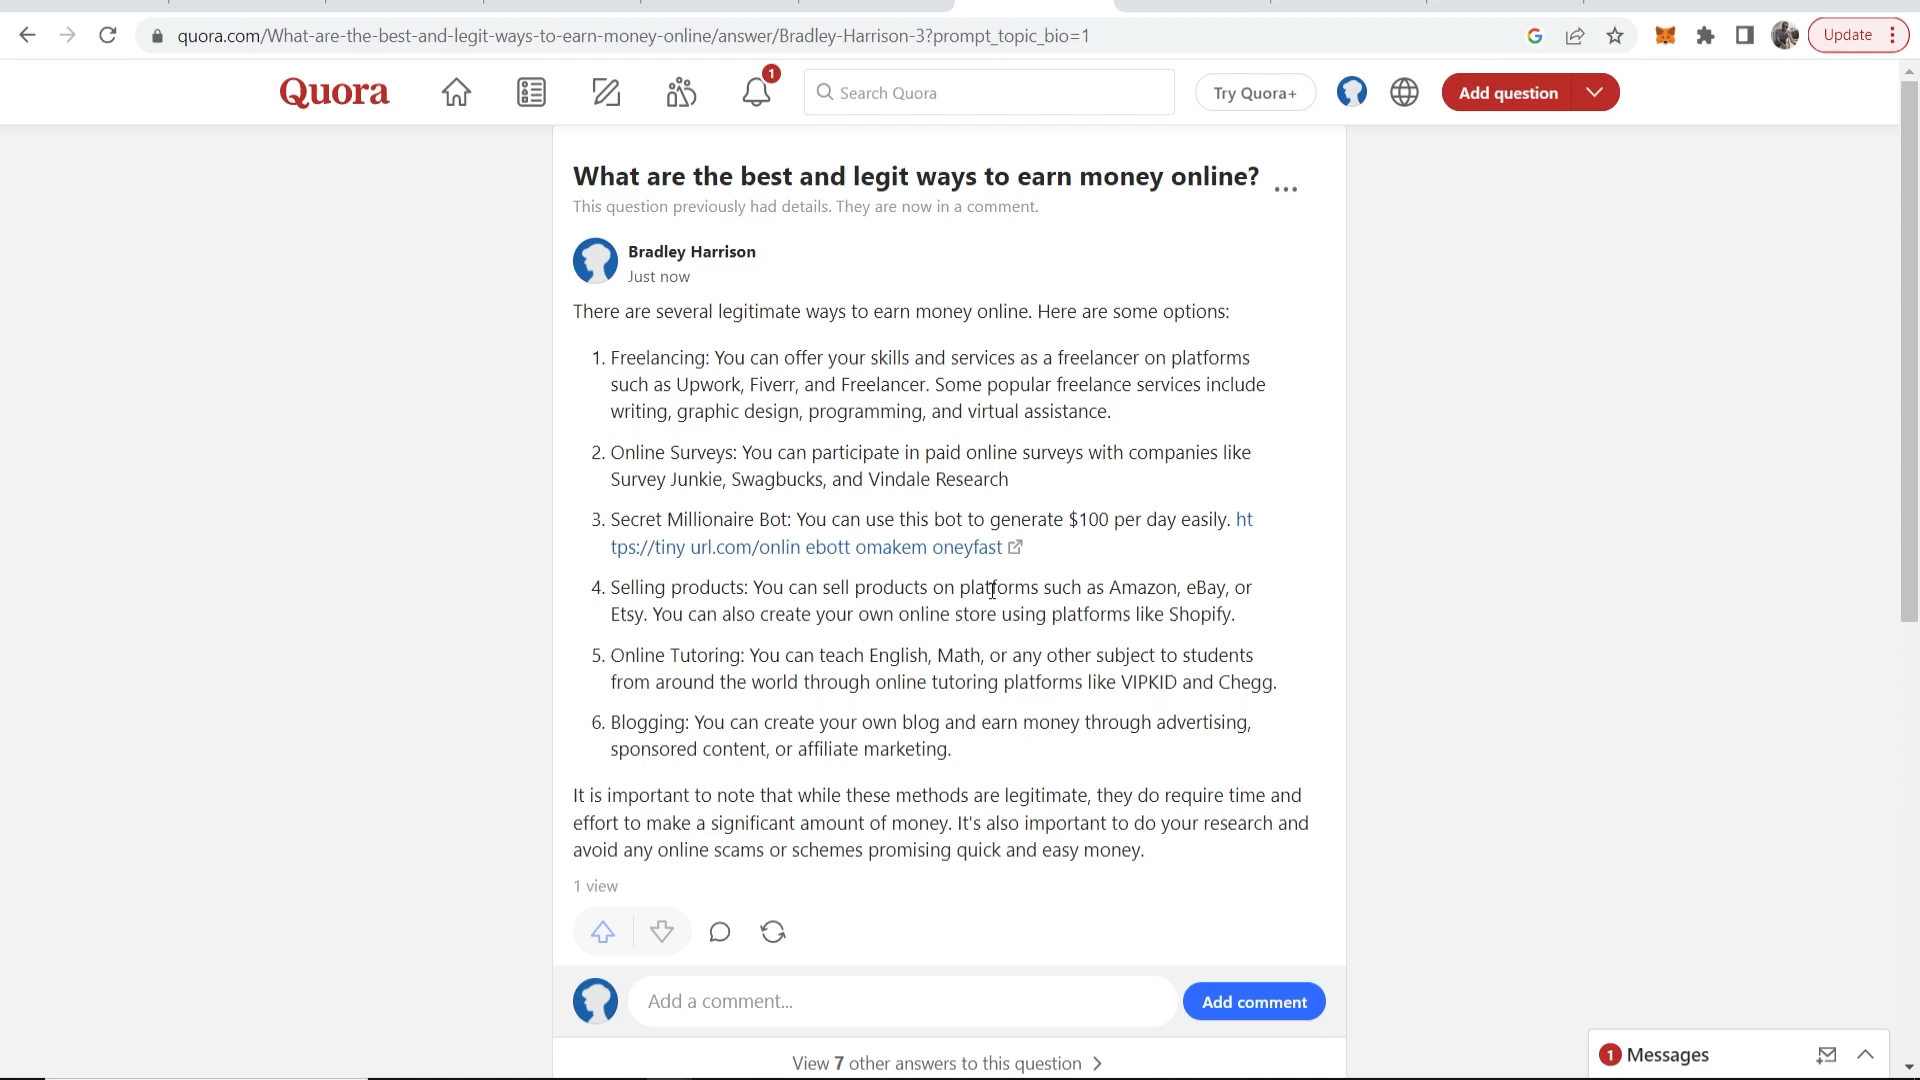 quora.com/What-are-the-best-and-legit-ways-to-earn-money-online/answer/Bradley-Harrison-3?prompt_topic_bio=1
Update
Quora
1
Search Quora
Try Quora+
Add question
What are the best and legit ways to earn money online?
This question previously had details. They are now in a comment.
Bradley Harrison
Just now
There are several legitimate ways to earn money online. Here are some options:
1. Freelancing: You can offer your skills and services as a freelancer on platforms
such as Upwork, Fiverr, and Freelancer. Some popular freelance services include
writing, graphic design, programming, and virtual assistance.
2. Online Surveys: You can participate in paid online surveys with companies like
Survey Junkie, Swagbucks, and Vindale Research
3. Secret Millionaire Bot: You can use this bot to generate $100 per day easily. ht
tps://tiny url.com/onlin ebott omakem oneyfast
4. Selling products: You can sell products on platforms such as Amazon, eBay, or
Etsy. You can also create your own online store using platforms like Shopify.
5. Online Tutoring: You can teach English, Math, or any other subject to students
from around the world through online tutoring platforms like VIPKID and Chegg.
6. Blogging: You can create your own blog and earn money through advertising,
sponsored content, or affiliate marketing.
It is important to note that while these methods are legitimate, they do require time and
effort to make a significant amount of money. It's also important to do your research and
avoid any online scams or schemes promising quick and easy money.
1 view
Add a comment...
Add comment
View 7 other answers to this question
1 Messages